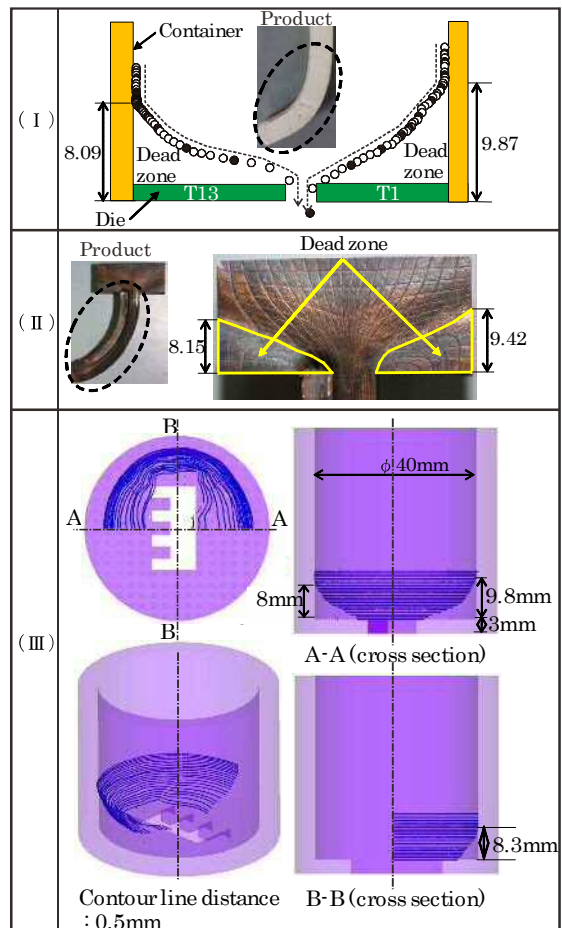 (Ⅰ)
Container
Product
8.09
Dead
zone
Dead
zone
9.87
T13
T1
Die
(Ⅱ)
Product
Dead zone
8.15
9.42
(Ⅲ)
B
A
A
B
ϕ 40mm
8mm
9.8mm
3mm
A-A (cross section)
8.3mm
Contour line distance
: 0.5mm
B-B (cross section)